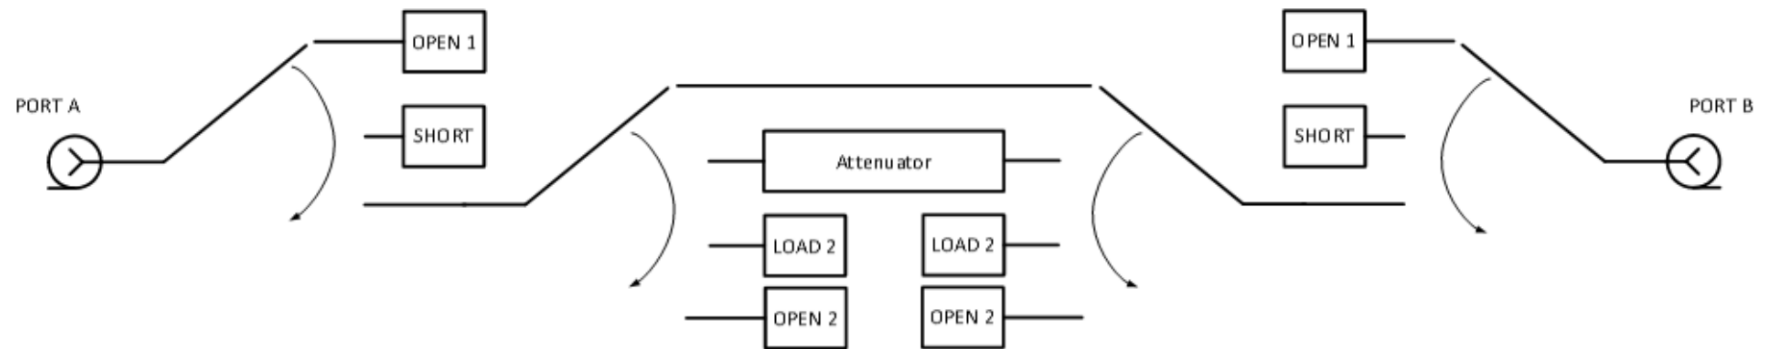 OPEN 1
OPEN 1
PORT A
PORT B
SHORT
SHORT
Attenuator
LOAD 2
LOAD 2
OPEN 2
OPEN 2